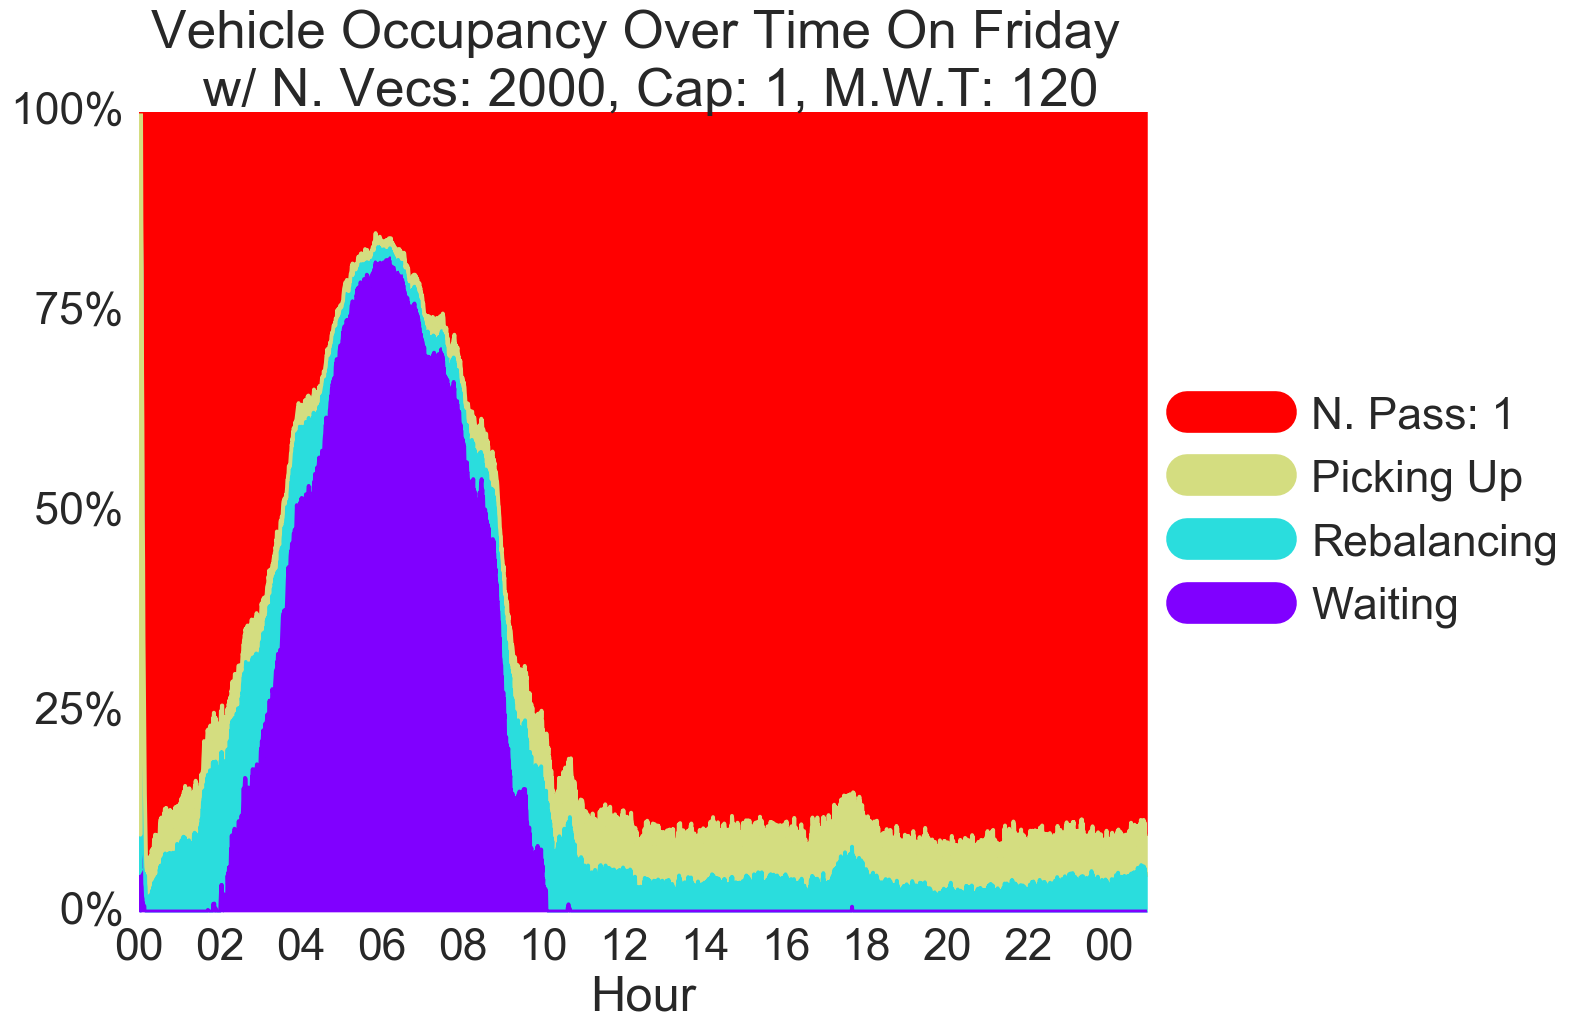 Vehicle Occupancy Over Time On Friday
w/ N. Vecs: 2000, Cap: 1, M.W.T: 120
100%
75%
50%
25%
0%
00 02 04 06 08 10 12 14 16 18 20 22 00
Hour
N. Pass: 1
Picking Up
Rebalancing
Waiting